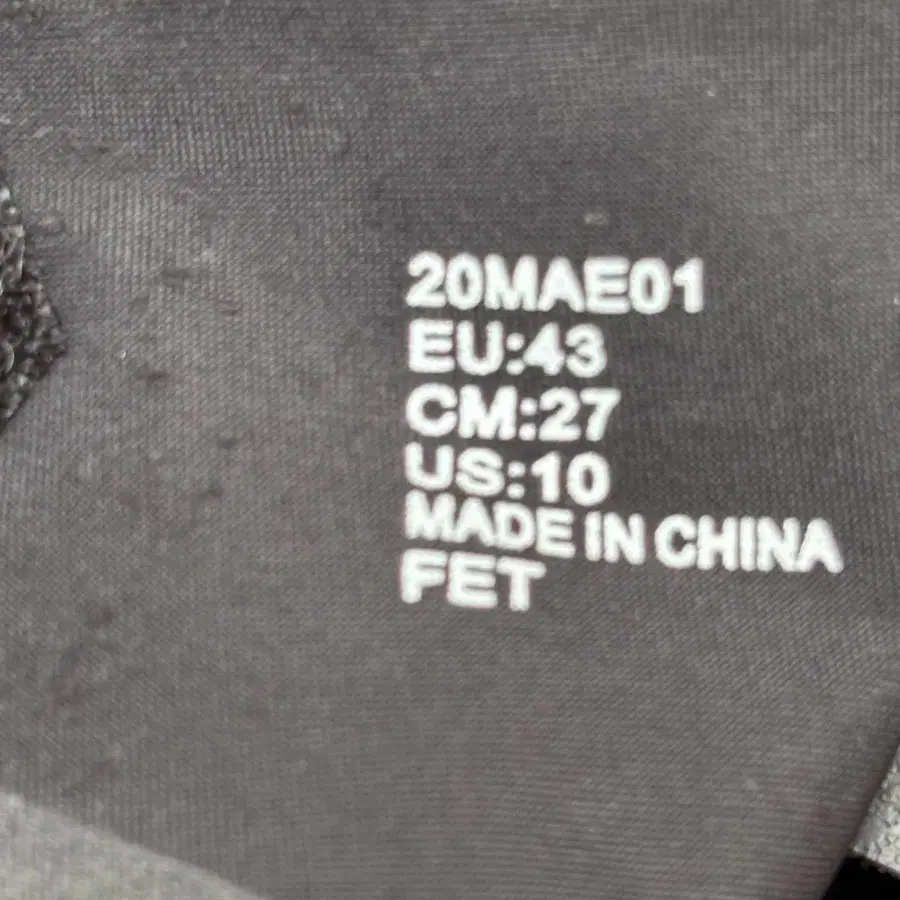 20MAE01
EU:43
CM:27
US:10
MADE IN CHINA
FET